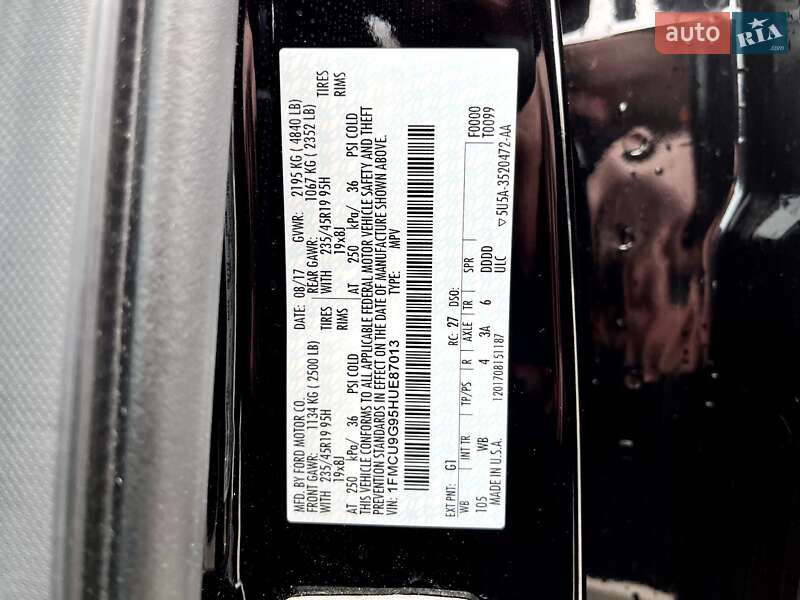 auto RIA.com
MFD. BY FORD MOTOR CO. DATE: 08/17 GVWR: 2195 KG ( 4840 LB)
FRONT GAWR: 1134 KG ( 2500 LB) REAR GAWR: 1067 KG ( 2352 LB)
WITH 235/45R19 95H TIRES WITH 235/45R19 95H TIRES
19x8J RIMS 19x8J RIMS
AT 250 kPa/ 36 PSI COLD AT 250 kPa/ 36 PSI COLD
THIS VEHICLE CONFORMS TO ALL APPLICABLE FEDERAL MOTOR VEHICLE SAFETY AND THEFT
PREVENTION STANDARDS IN EFFECT ON THE DATE OF MANUFACTURE SHOWN ABOVE.
VIN: 1FMCU9G95HUE87013 TYPE: MPV
F0000
T0099
EXT PNT: G1 RC: 27 DSO:
WB INT TR TP/PS R AXLE TR SPR
105 WB 4 3A 6 DDDD
MADE IN U.S.A. 1201708151187 ULC
▽5U5A-3520472-AA